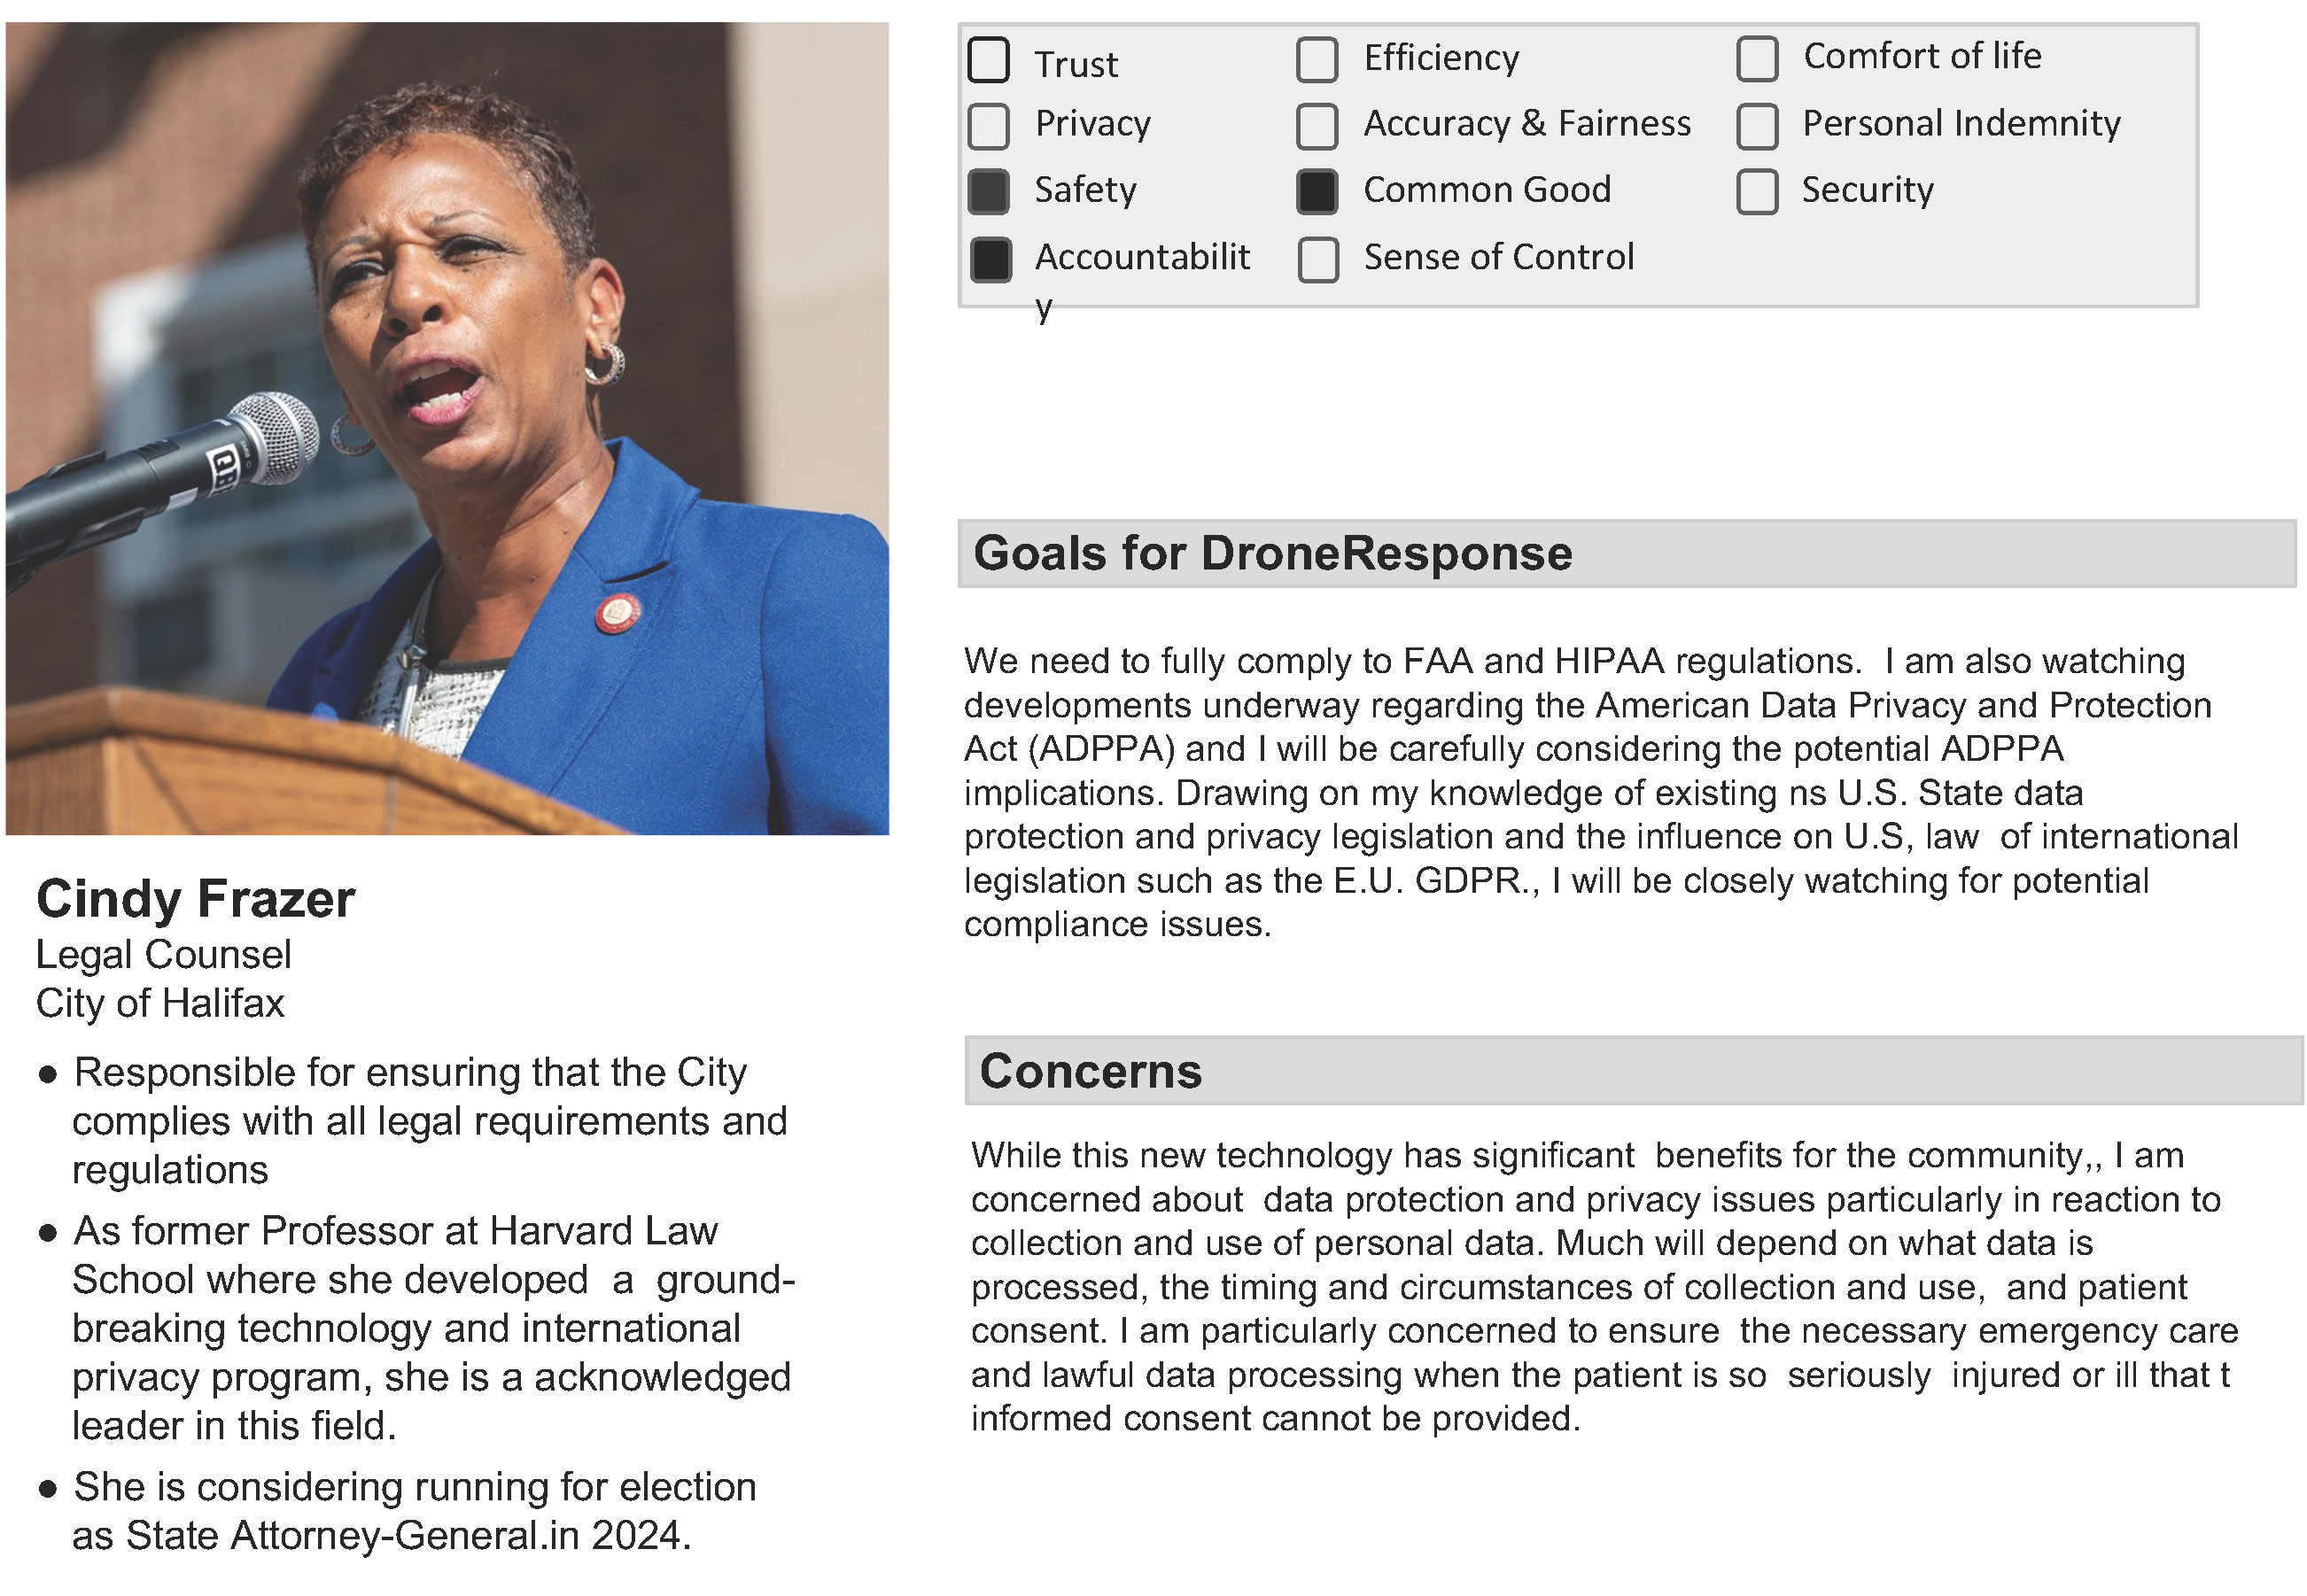 Trust
Efficiency
Comfort of life
Privacy
Accuracy & Fairness
Personal Indemnity
Safety
Common Good
Security
Accountabilit
y
Sense of Control
Goals for DroneResponse
We need to fully comply to FAA and HIPAA regulations.  I am also watching
developments underway regarding the American Data Privacy and Protection
Act (ADPPA) and I will be carefully considering the potential ADPPA
implications. Drawing on my knowledge of existing ns U.S. State data
protection and privacy legislation and the influence on U.S, law  of international
legislation such as the E.U. GDPR., I will be closely watching for potential
compliance issues.
Concerns
While this new technology has significant  benefits for the community,, I am
concerned about  data protection and privacy issues particularly in reaction to
collection and use of personal data. Much will depend on what data is
processed, the timing and circumstances of collection and use,  and patient
consent. I am particularly concerned to ensure  the necessary emergency care
and lawful data processing when the patient is so  seriously  injured or ill that t
informed consent cannot be provided.
Cindy Frazer
Legal Counsel
City of Halifax
● Responsible for ensuring that the City
complies with all legal requirements and
regulations
● As former Professor at Harvard Law
School where she developed  a  ground-
breaking technology and international
privacy program, she is a acknowledged
leader in this field.
● She is considering running for election
as State Attorney-General.in 2024.